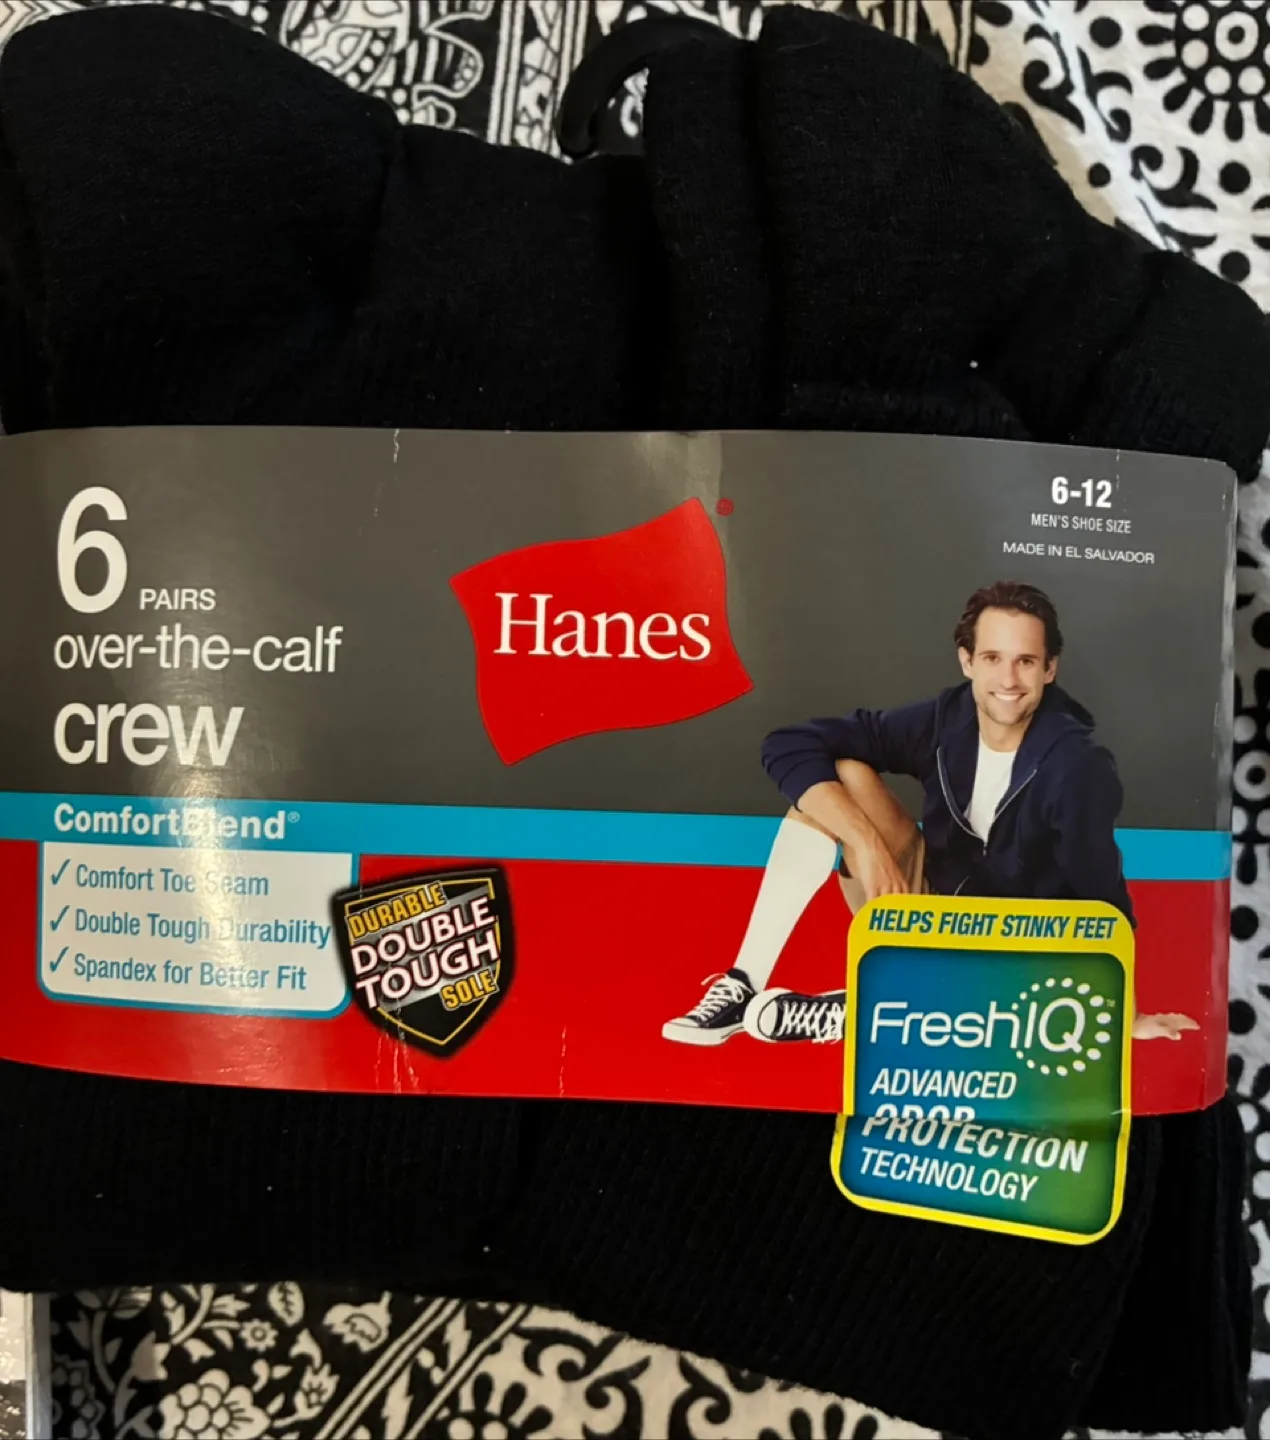 6 PAIRS
over-the-calf
crew
ComfortBlend®
✓ Comfort Toe Seam
✓ Double Tough Durability
✓ Spandex for Better Fit
DURABLE
DOUBLE
TOUGH
SOLE
Hanes®
6-12
MEN'S SHOE SIZE
MADE IN EL SALVADOR
HELPS FIGHT STINKY FEET
FreshIQ™
ADVANCED
ODOR
PROTECTION
TECHNOLOGY